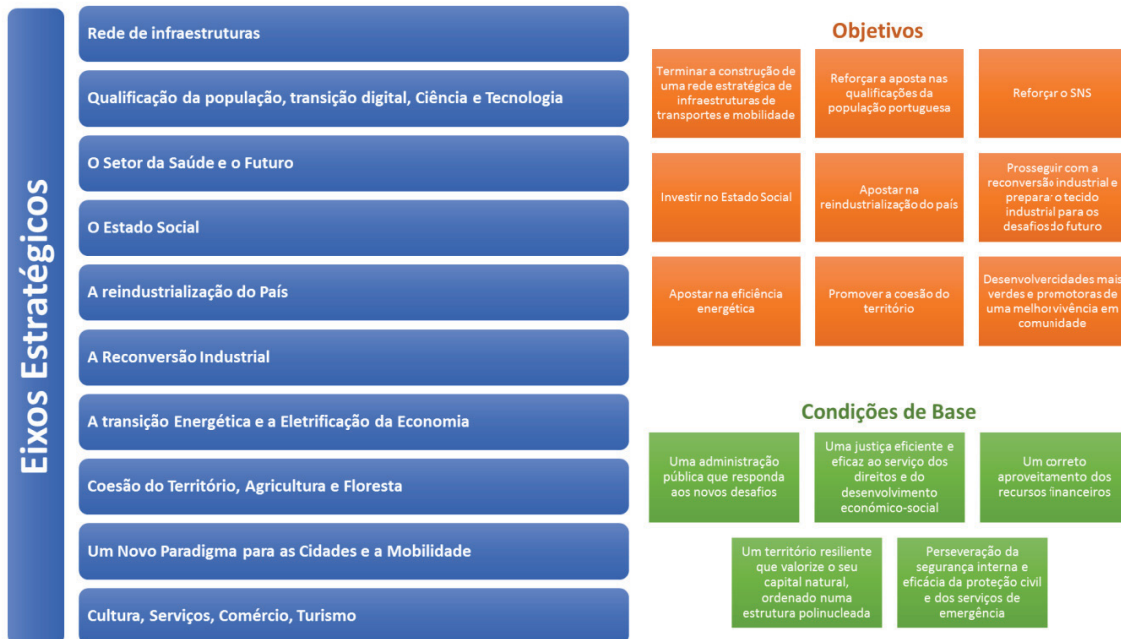 Eixos Estratégicos
Rede de infraestruturas
Qualificação da população, transição digital, Ciência e Tecnologia
O Setor da Saúde e o Futuro
O Estado Social
A reindustrialização do País
A Reconversão Industrial
A transição Energética e a Eletrificação da Economia
Coesão do Território, Agricultura e Floresta
Um Novo Paradigma para as Cidades e a Mobilidade
Cultura, Serviços, Comércio, Turismo
Objetivos
Terminar a construção de
uma rede estratégica de
infraestruturas de
transportes e mobilidade
Reforçar a aposta nas
qualificações da
população portuguesa
Reforçar o SNS
Investir no Estado Social
Apostar na
reindustrialização do país
Prosseguir com a
reconversão industrial e
preparar o tecido
industrial para os
desafios do futuro
Apostar na eficiência
energética
Promover a coesão do
território
Desenvolver cidades mais
verdes e promotoras de
uma melhor vivência em
comunidade
Condições de Base
Uma administração
pública que responda
aos novos desafios
Uma justiça eficiente e
eficaz ao serviço dos
direitos e do
desenvolvimento
económico-social
Um correto
aproveitamento dos
recursos financeiros
Um território resiliente
que valorize o seu
capital natural,
ordenado numa
estrutura polinucleada
Perseveração da
segurança interna e
eficácia da proteção civil
e dos serviços de
emergência